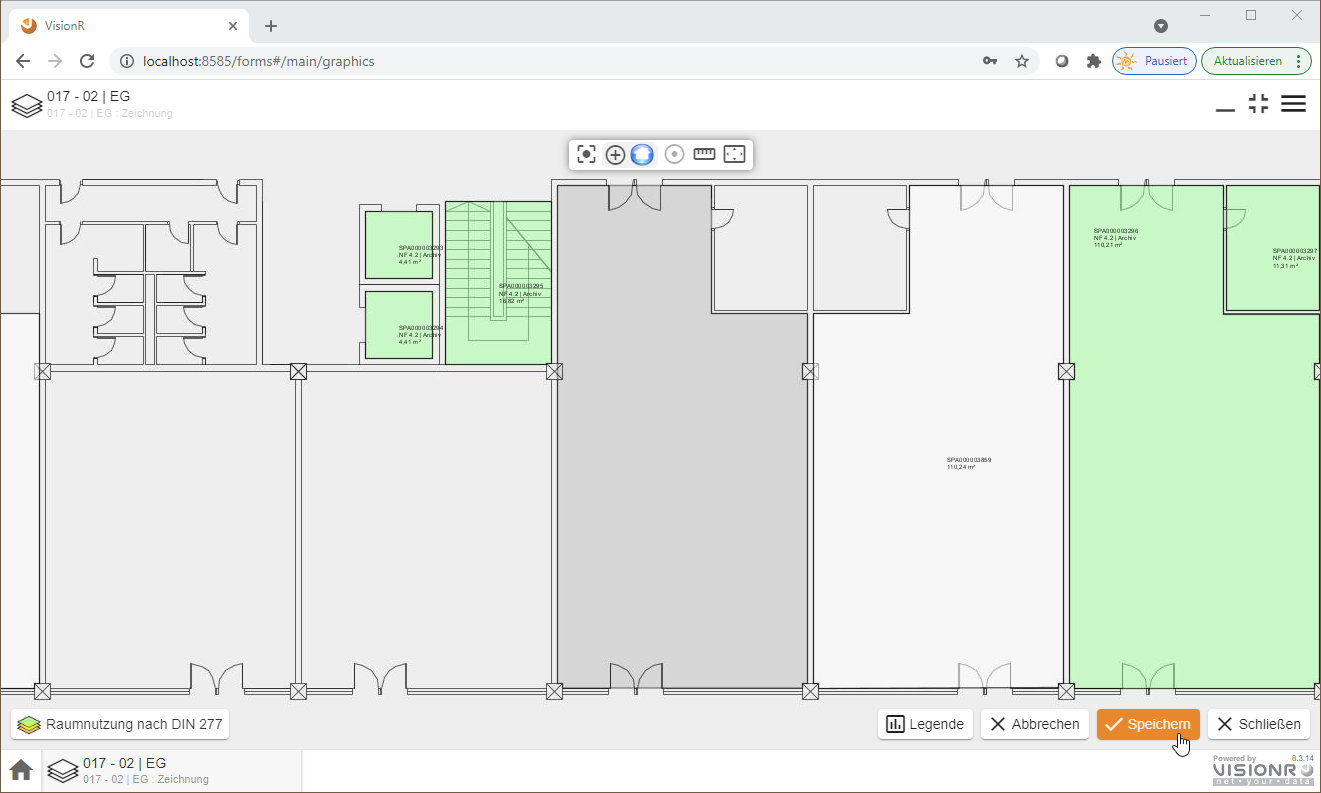 VisionR
localhost:8585/forms#/main/graphics
Pausiert
Aktualisieren
017 - 02 | EG
017 - 02 | EG : Zeichnung
SPA000003293
NF 4.2 | Archiv
4,41 m²
SPA000003295
NF 4.2 | Archiv
18,82 m²
SPA000003294
NF 4.2 | Archiv
4,41 m²
SPA000003296
NF 4.2 | Archiv
110,21 m²
SPA000003297
NF 4.2 | Archiv
11,31 m²
SPA000003859
110,24 m²
Raumnutzung nach DIN 277
Legende
Abbrechen
Speichern
Schließen
017 - 02 | EG
017 - 02 | EG : Zeichnung
Powered by
8.3.14
VISIONR
net • your • data